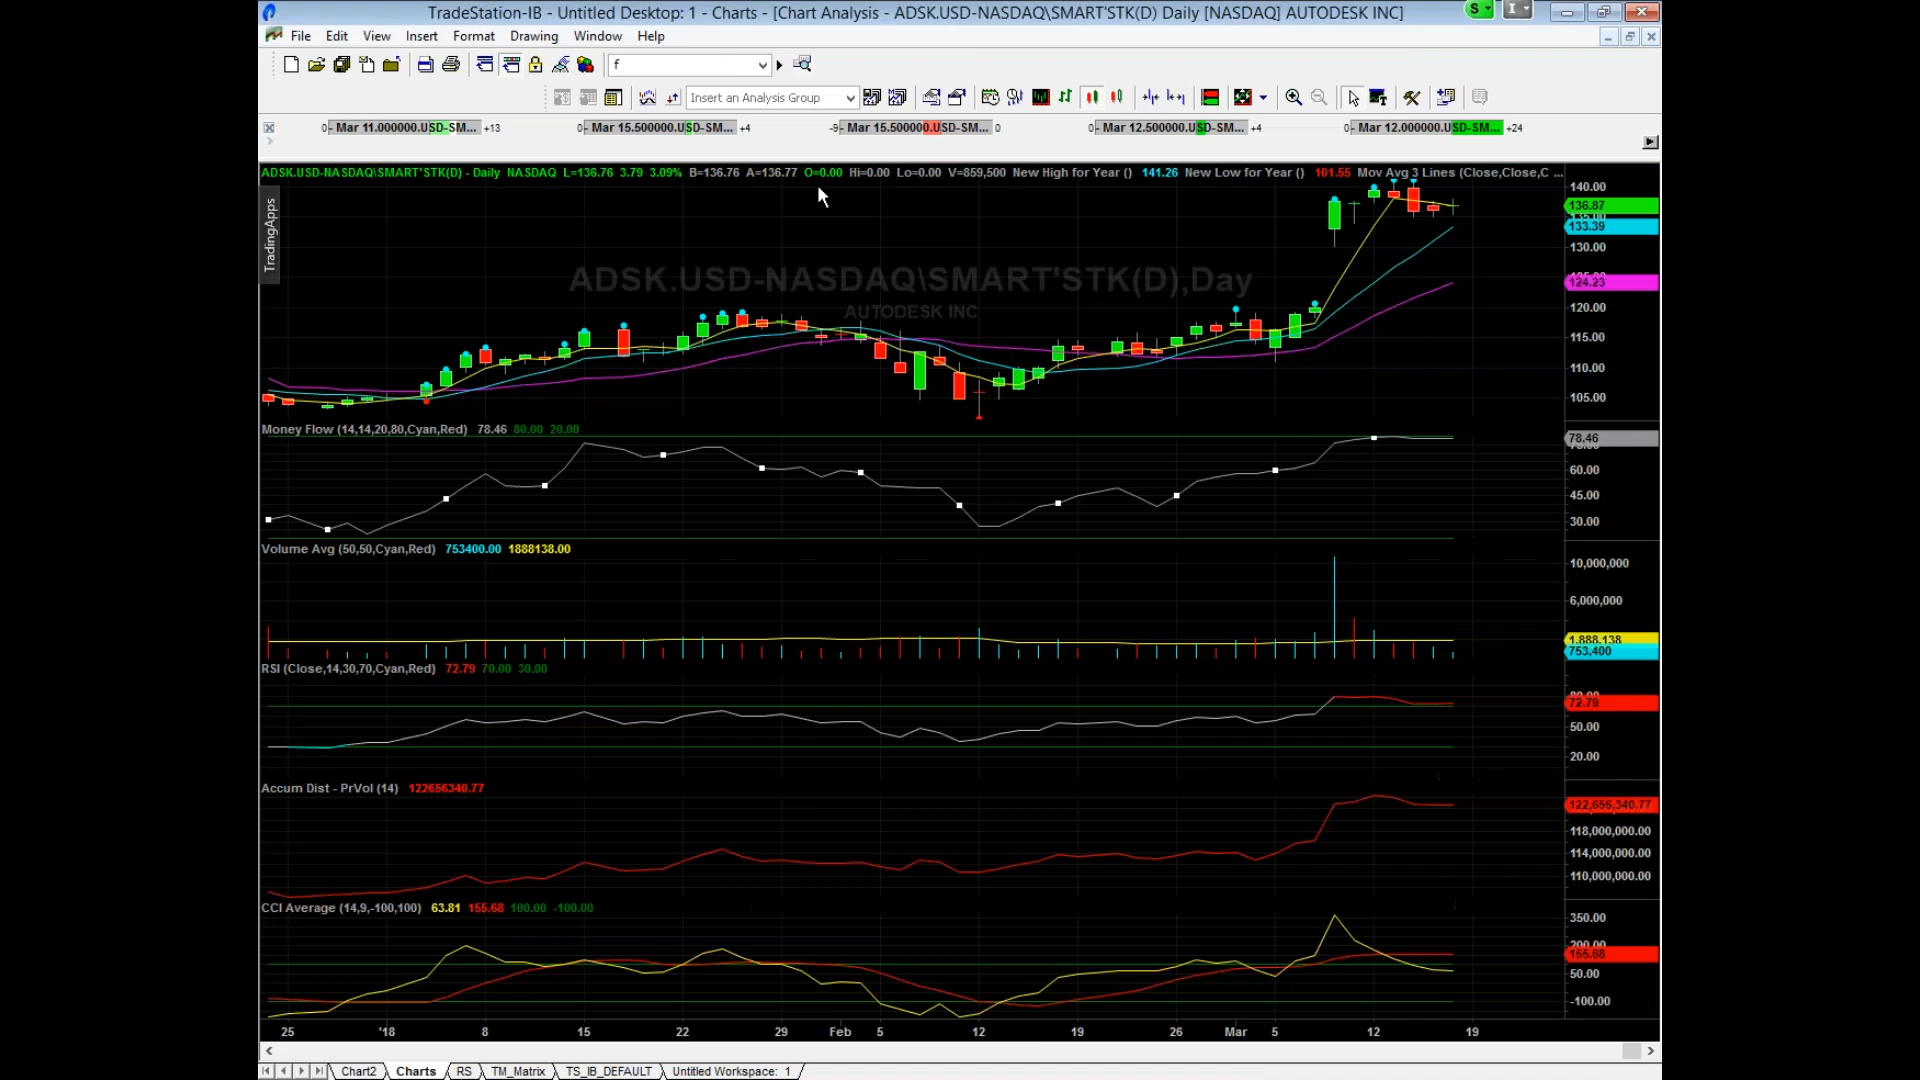 TradeStation-IB - Untitled Desktop: 1 - Charts - [Chart Analysis - ADSK.USD-NASDAQ\SMART'STK(D) Daily [NASDAQ] AUTODESK INC]
S I
File Edit View Insert Format Drawing Window Help
f
Insert an Analysis Group
0- Mar 11.000000.USD-SM... +13 0- Mar 15.500000.USD-SM... +4 -9- Mar 15.500000.USD-SM... 0 0- Mar 12.500000.USD-SM... +4 0- Mar 12.000000.USD-SM... +24
ADSK.USD-NASDAQ\SMART'STK(D) - Daily NASDAQ L=136.76 3.79 3.09% B=136.76 A=136.77 O=0.00 Hi=0.00 Lo=0.00 V=859,500 New High for Year () 141.26 New Low for Year () 101.55 Mov Avg 3 Lines (Close,Close,C ...
TradingApps
140.00
136.87
133.39
130.00
124.23
120.00
115.00
110.00
105.00
ADSK.USD-NASDAQ\SMART'STK(D),Day
AUTODESK INC
Money Flow (14,14,20,80,Cyan,Red) 78.46 80.00 20.00
78.46
60.00
45.00
30.00
Volume Avg (50,50,Cyan,Red) 753400.00 1888138.00
10,000,000
6,000,000
1,888,138
753,400
RSI (Close,14,30,70,Cyan,Red) 72.79 70.00 30.00
72.79
50.00
20.00
Accum Dist - PrVol (14) 122656340.77
122,656,340.77
118,000,000.00
114,000,000.00
110,000,000.00
CCI Average (14,9,-100,100) 63.81 155.68 100.00 -100.00
350.00
200.00
155.68
50.00
-100.00
25 '18 8 15 22 29 Feb 5 12 19 26 Mar 5 12 19
Chart2 Charts RS TM_Matrix TS_IB_DEFAULT Untitled Workspace: 1